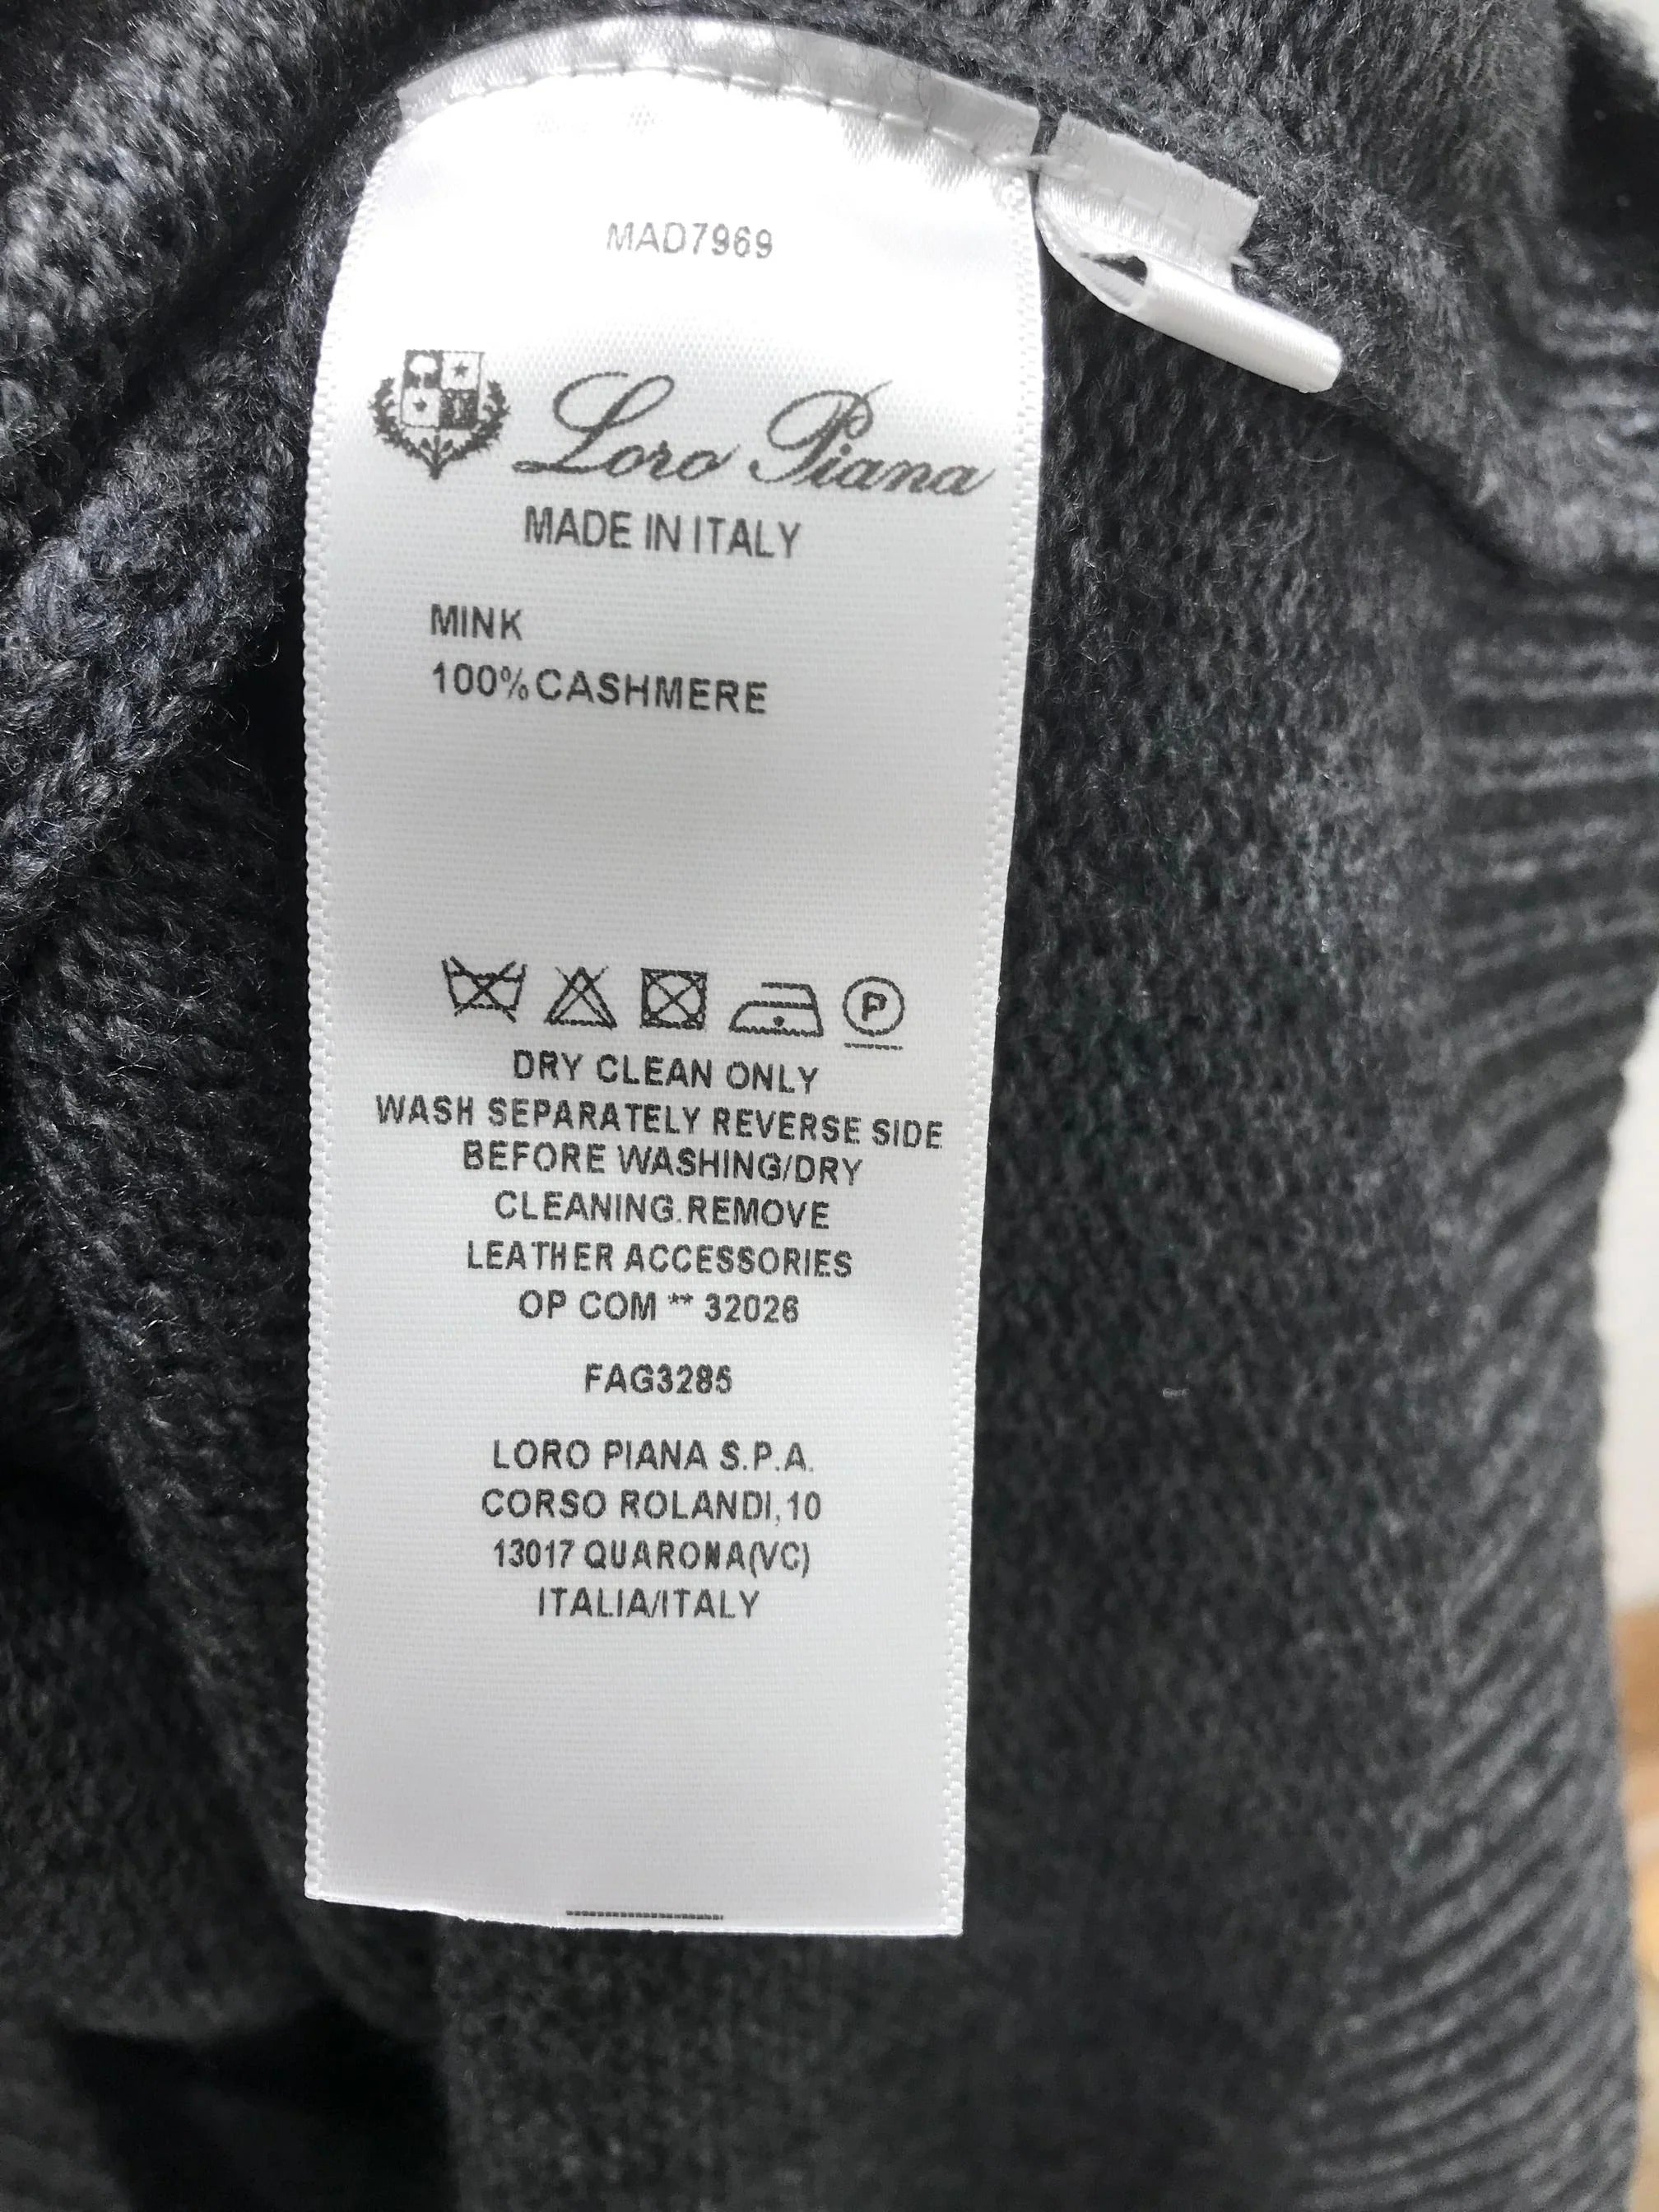 MAD7969
Loro Piana
MADE IN ITALY
MINK
100%CASHMERE
P
DRY CLEAN ONLY
WASH SEPARATELY REVERSE SIDE
BEFORE WASHING/DRY
CLEANING.REMOVE
LEATHER ACCESSORIES
OP COM ** 32026
FAG3285
LORO PIANA S.P.A.
CORSO ROLANDI,10
13017 QUARONA(VC)
ITALIA/ITALY